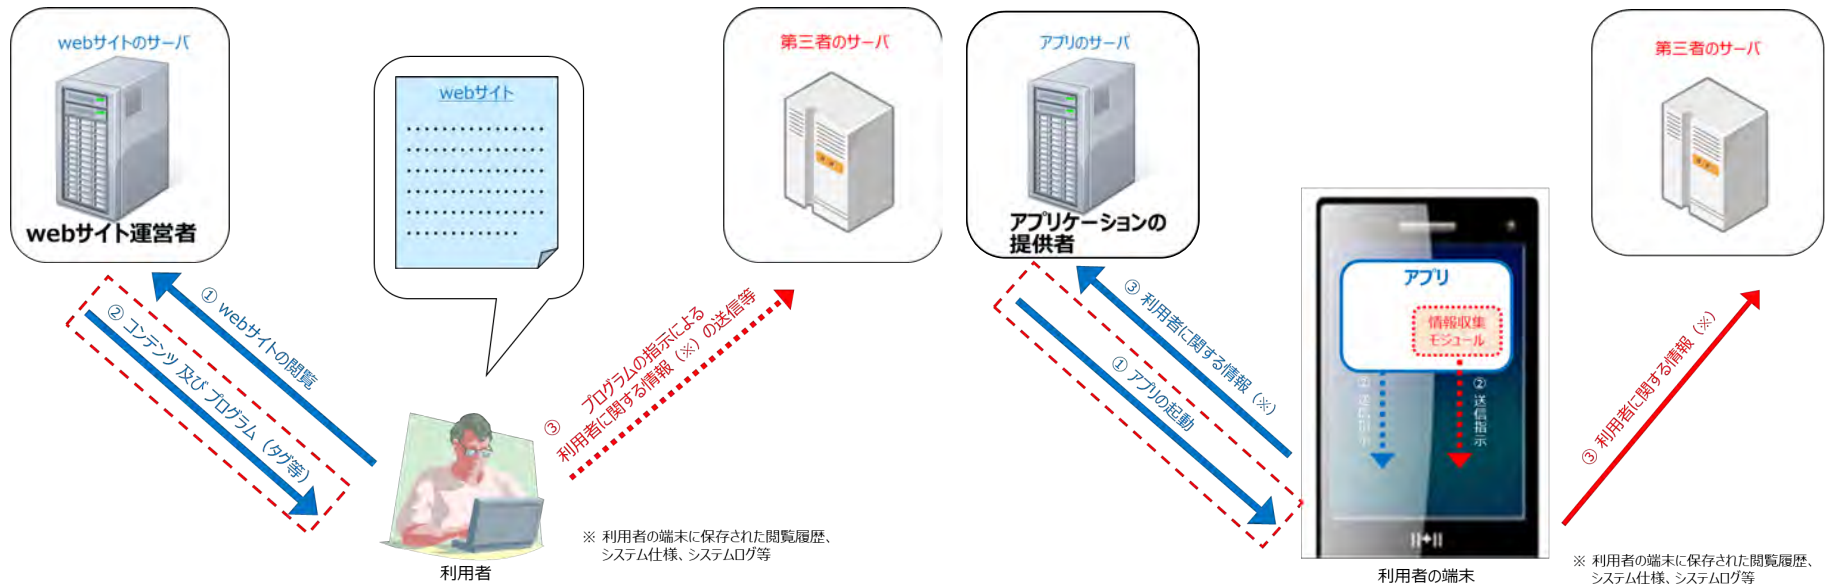 webサイトのサーバ
webサイト運営者
webサイト
第三者のサーバ
① webサイトの閲覧
② コンテンツ 及び プログラム（タグ等）
③ プログラムの指示による
利用者に関する情報（※）の送信等
利用者
※ 利用者の端末に保存された閲覧履歴、
システム仕様、システムログ等
アプリのサーバ
アプリケーションの
提供者
第三者のサーバ
アプリ
情報収集
モジュール
③ 利用者に関する情報（※）
① アプリの起動
② 送信指示
② 送信指示
③ 利用者に関する情報（※）
利用者の端末
※ 利用者の端末に保存された閲覧履歴、
システム仕様、システムログ等